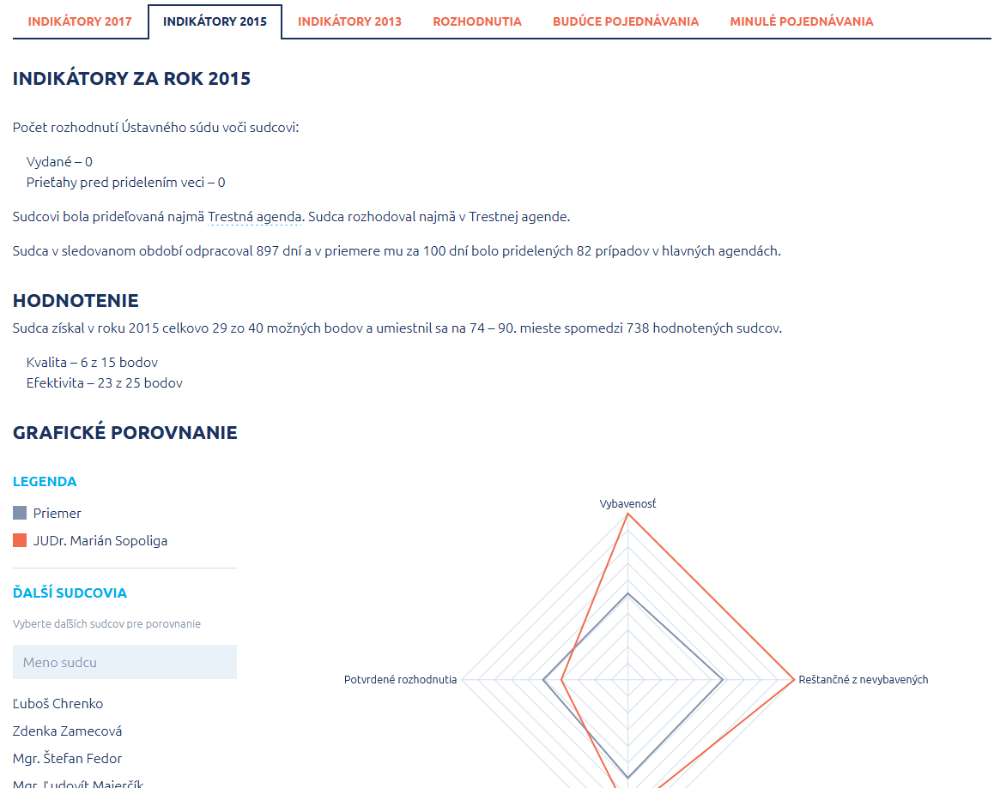 INDIKÁTORY 2017 INDIKÁTORY 2015 INDIKÁTORY 2013 ROZHODNUTIA BUDÚCE POJEDNÁVANIA MINULÉ POJEDNÁVANIA
INDIKÁTORY ZA ROK 2015
Počet rozhodnutí Ústavného súdu voči sudcovi:
Vydané – 0
Prieťahy pred pridelením veci – 0
Sudcovi bola prideľovaná najmä Trestná agenda. Sudca rozhodoval najmä v Trestnej agende.
Sudca v sledovanom období odpracoval 897 dní a v priemere mu za 100 dní bolo pridelených 82 prípadov v hlavných agendách.
HODNOTENIE
Sudca získal v roku 2015 celkovo 29 zo 40 možných bodov a umiestnil sa na 74 – 90. mieste spomedzi 738 hodnotených sudcov.
Kvalita – 6 z 15 bodov
Efektivita – 23 z 25 bodov
GRAFICKÉ POROVNANIE
LEGENDA
Priemer
JUDr. Marián Sopoliga
ĎALŠÍ SUDCOVIA
Vyberte ďalších sudcov pre porovnanie
Meno sudcu
Ľuboš Chrenko
Zdenka Zamecová
Mgr. Štefan Fedor
Mgr. Ľudovít Majerčík
Vybavenosť
Potvrdené rozhodnutia
Reštančné z nevybavených